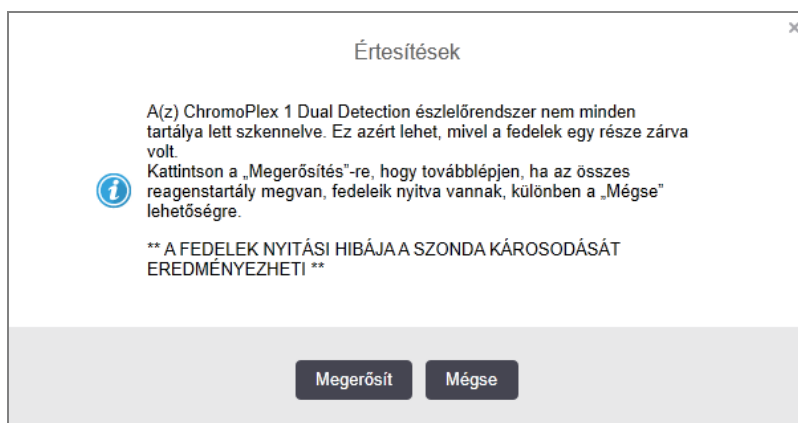 Értesítések
A(z) ChromoPlex 1 Dual Detection észlelőrendszer nem minden
tartálya lett szkennelve. Ez azért lehet, mivel a fedelek egy része zárva
volt.
Kattintson a „Megerősítés”-re, hogy továbblépjen, ha az összes
reagenstartály megvan, fedeleik nyitva vannak, különben a „Mégse”
lehetőségre.
** A FEDELEK NYITÁSI HIBÁJA A SZONDA KÁROSODÁSÁT
EREDMÉNYEZHETI **
Megerősít Mégse